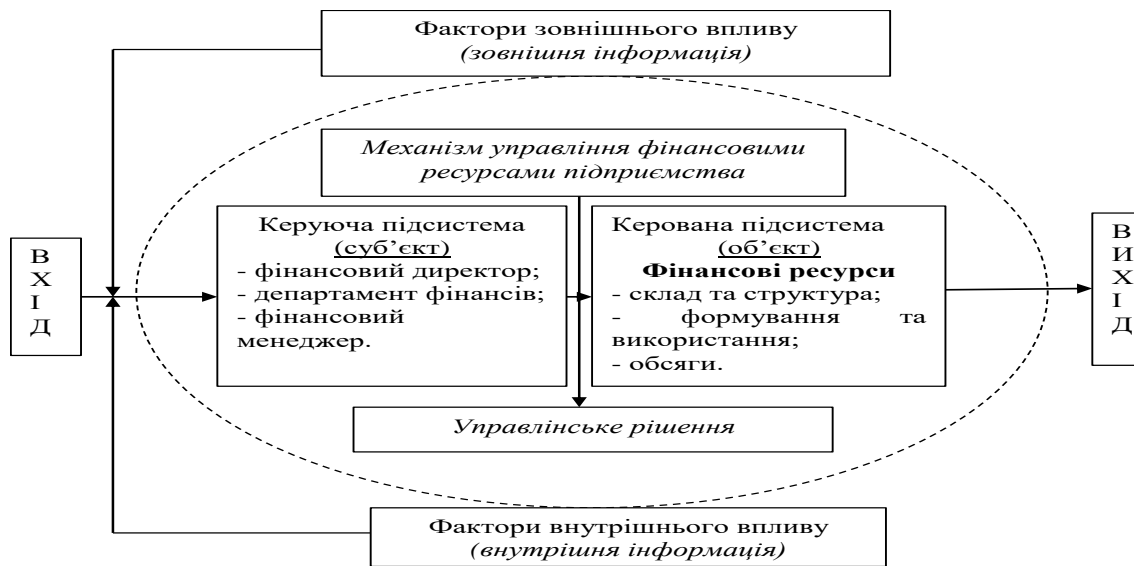 Фактори зовнішнього впливу
(зовнішня інформація)
Механізм управління фінансовими
ресурсами підприємства
ВХІД
Керуюча підсистема
(суб’єкт)
- фінансовий директор;
- департамент фінансів;
- фінансовий
менеджер.
Керована підсистема
(об’єкт)
Фінансові ресурси
- склад та структура;
- формування та
використання;
- обсяги.
ВИХІД
Управлінське рішення
Фактори внутрішнього впливу
(внутрішня інформація)